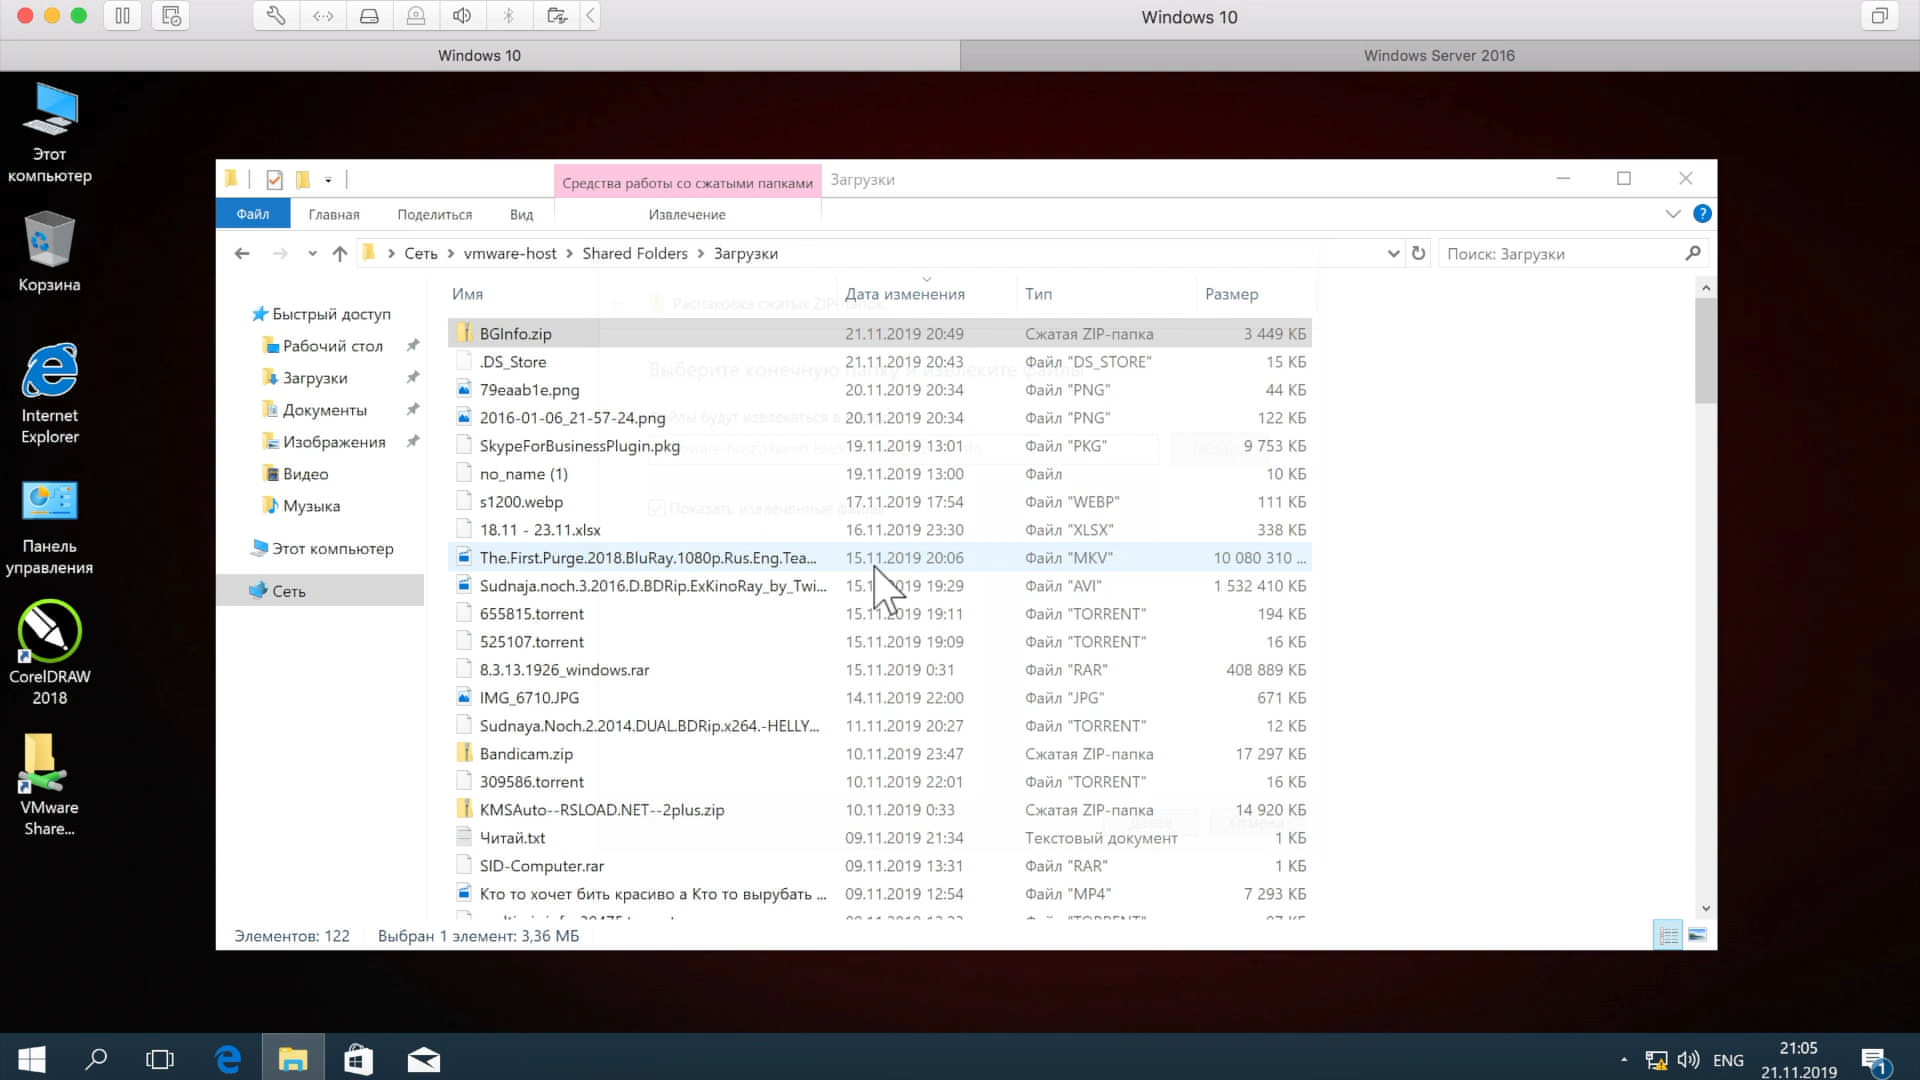 Windows 10
Windows 10
Windows Server 2016
Этот компьютер
Корзина
Internet Explorer
Панель управления
CorelDRAW 2018
VMware Share...
Средства работы со сжатыми папками
Загрузки
Файл
Главная
Поделиться
Вид
Извлечение
Сеть
vmware-host
Shared Folders
Загрузки
Поиск: Загрузки
Быстрый доступ
Рабочий стол
Загрузки
Документы
Изображения
Видео
Музыка
Этот компьютер
Сеть
Имя Дата изменения Тип Размер
Распаковка сжатых ZIP-папок
BGInfo.zip 21.11.2019 20:49 Сжатая ZIP-папка 3 449 КБ
.DS_Store 21.11.2019 20:43 Файл "DS_STORE" 15 КБ
Выберите конечную папку и извлеките файлы
79eaab1e.png 20.11.2019 20:34 Файл "PNG" 44 КБ
2016-01-06_21-57-24.png 20.11.2019 20:34 Файл "PNG" 122 КБ
будут извлекаться в
SkypeForBusinessPlugin.pkg 19.11.2019 13:01 Файл "PKG" 9 753 КБ
no_name (1) 19.11.2019 13:00 Файл 10 КБ
s1200.webp 17.11.2019 17:54 Файл "WEBP" 111 КБ
Показать извлеченные файлы
18.11 - 23.11.xlsx 16.11.2019 23:30 Файл "XLSX" 338 КБ
The.First.Purge.2018.BluRay.1080p.Rus.Eng.Tea... 15.11.2019 20:06 Файл "MKV" 10 080 310 ...
Sudnaja.noch.3.2016.D.BDRip.ExKinoRay_by_Twi... 19:29 Файл "AVI" 1 532 410 КБ
655815.torrent 15.11.2019 19:11 Файл "TORRENT" 194 КБ
525107.torrent 15.11.2019 19:09 Файл "TORRENT" 16 КБ
8.3.13.1926_windows.rar 15.11.2019 0:31 Файл "RAR" 408 889 КБ
IMG_6710.JPG 14.11.2019 22:00 Файл "JPG" 671 КБ
Sudnaya.Noch.2.2014.DUAL.BDRip.x264.-HELLY... 11.11.2019 20:27 Файл "TORRENT" 12 КБ
Bandicam.zip 10.11.2019 23:47 Сжатая ZIP-папка 17 297 КБ
309586.torrent 10.11.2019 22:01 Файл "TORRENT" 16 КБ
KMSAuto--RSLOAD.NET--2plus.zip 10.11.2019 0:33 Сжатая ZIP-папка 14 920 КБ
Далее Отмена
Читай.txt 09.11.2019 21:34 Текстовый документ 1 КБ
SID-Computer.rar 09.11.2019 13:31 Файл "RAR" 1 КБ
Кто то хочет бить красиво а Кто то вырубать ... 09.11.2019 12:54 Файл "MP4" 7 293 КБ
Элементов: 122 Выбран 1 элемент: 3,36 МБ
ENG
21:05
21.11.2019
1